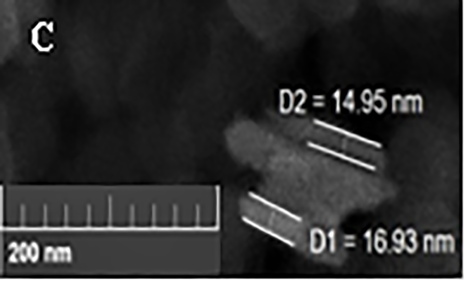 C
D2 = 14.95 nm
D1 = 16.93 nm
200 nm